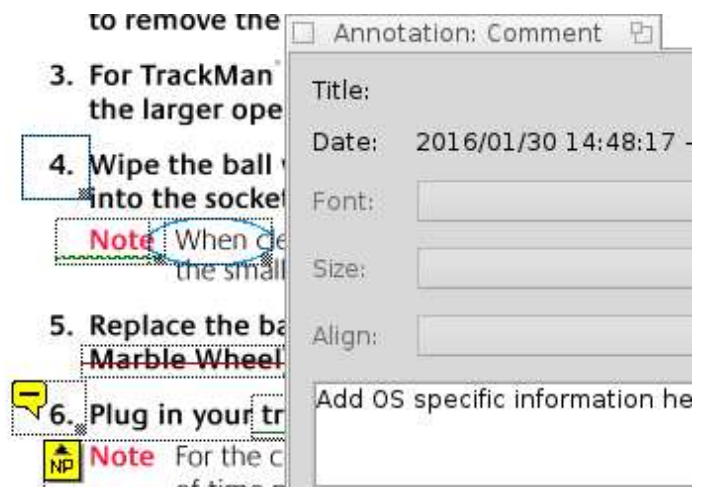 to remove the
3. For TrackMan
the larger ope
4. Wipe the ball
into the socket
Note When cle
the small
5. Replace the ba
Marble Wheel
6. Plug in your tr
NP Note For the c
of time
Annotation: Comment
Title:
Date: 2016/01/30 14:48:17 -
Font:
Size:
Align:
Add OS specific information he